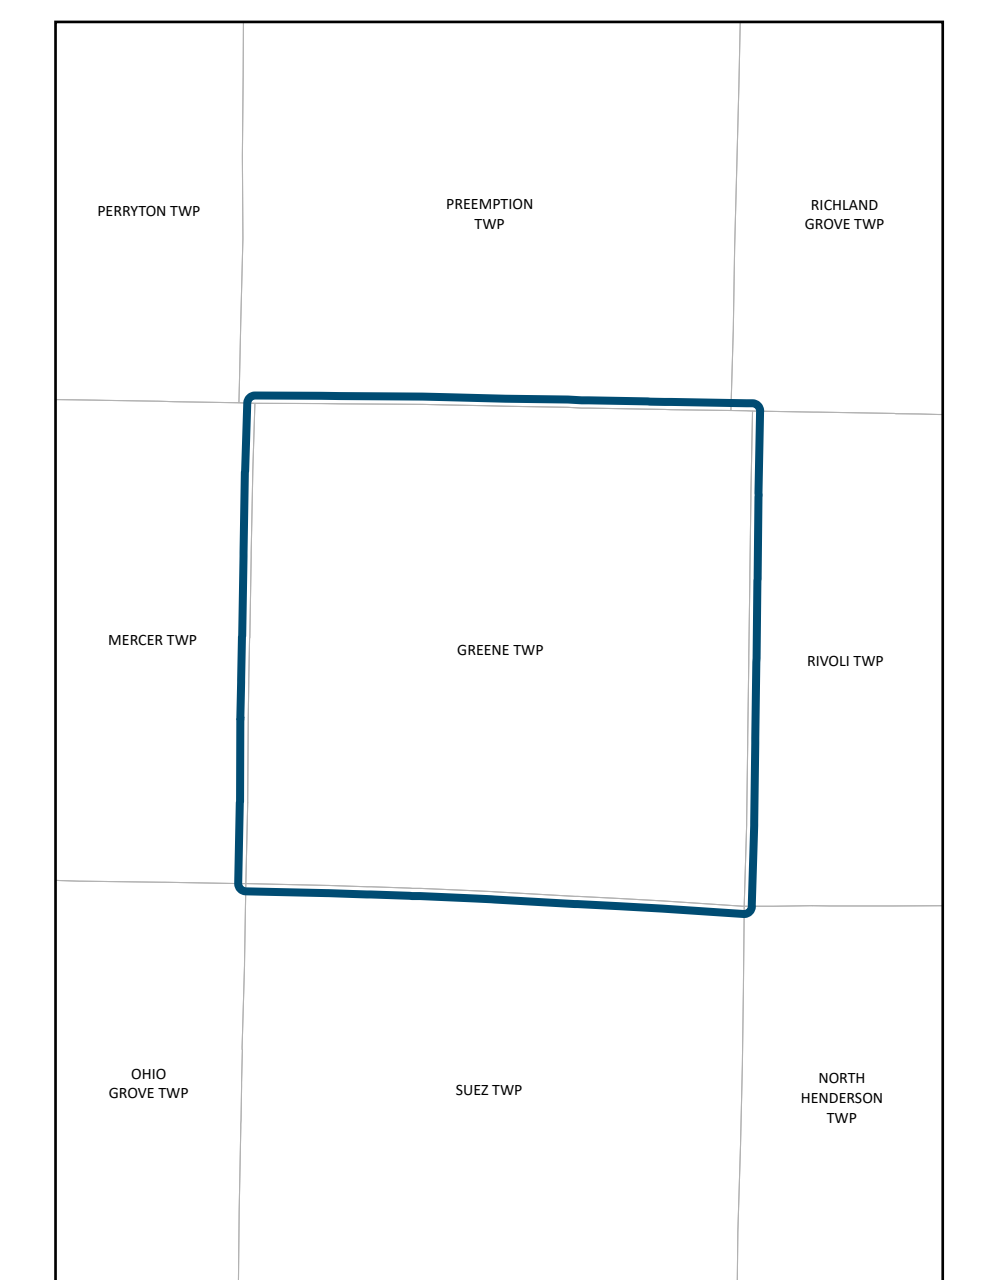 PERRYTON TWP
PREEMPTION
TWP
RICHLAND
GROVE TWP
MERCER TWP
GREENE TWP
RIVOLI TWP
OHIO
GROVE TWP
SUEZ TWP
NORTH
HENDERSON
TWP